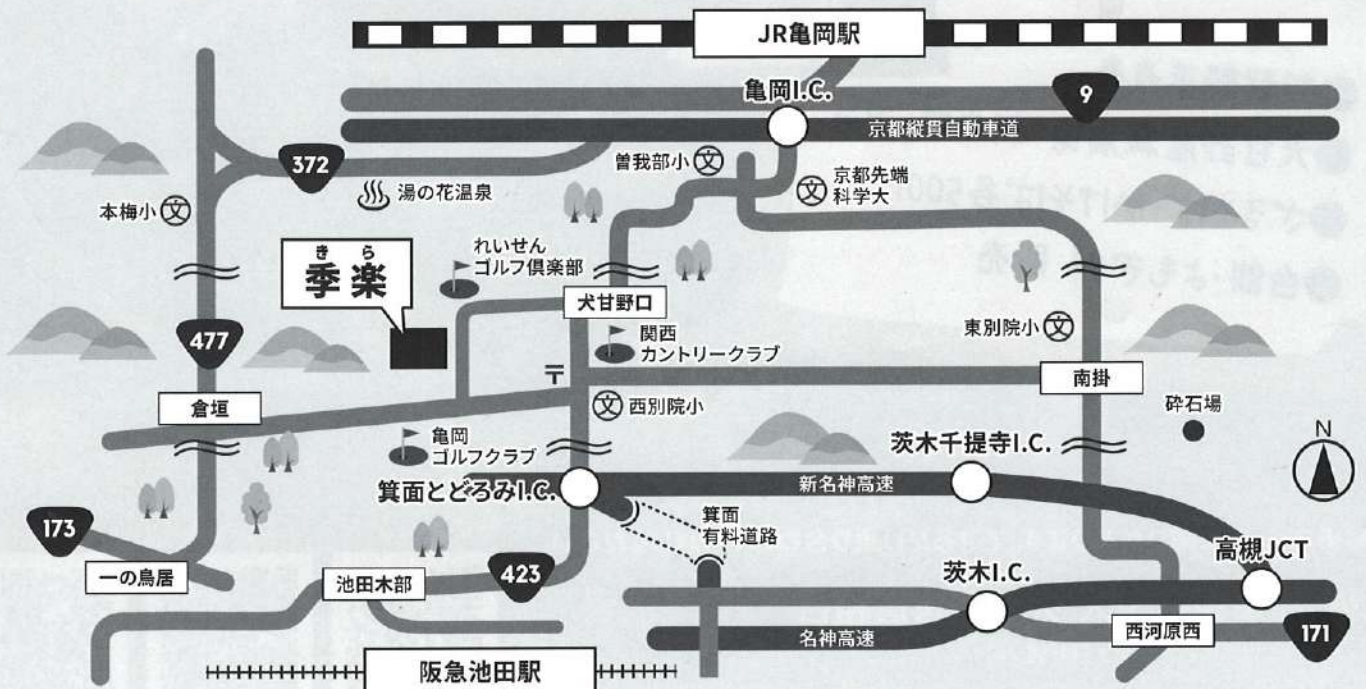 JR亀岡駅
亀岡I.C.
9
京都縦貫自動車道
372
湯の花温泉
曽我部小
文
文
京都先端
科学大
本梅小
文
きら
季楽
れいせん
ゴルフ倶楽部
犬甘野口
関西
カントリークラブ
東別院小
文
477
〒
南掛
倉垣
文
西別院小
砕石場
亀岡
ゴルフクラブ
茨木千提寺I.C.
N
箕面とどろみI.C.
新名神高速
173
箕面
有料道路
高槻JCT
一の鳥居
池田木部
423
茨木I.C.
名神高速
西河原西
171
阪急池田駅